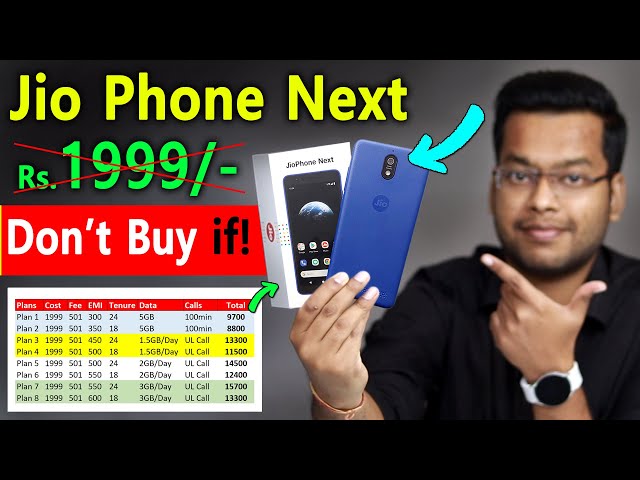 Jio Phone Next
Rs. 1999/-
Don't Buy if!
JioPhone Next
Jio
Plans Cost Fee EMI Tenure Data Calls Total
Plan 1 1999 501 300 24 5GB 100min 9700
Plan 2 1999 501 350 18 5GB 100min 8800
Plan 3 1999 501 450 24 1.5GB/Day UL Call 13300
Plan 4 1999 501 500 18 1.5GB/Day UL Call 11500
Plan 5 1999 501 500 24 2GB/Day UL Call 14500
Plan 6 1999 501 550 18 2GB/Day UL Call 12400
Plan 7 1999 501 550 24 3GB/Day UL Call 15700
Plan 8 1999 501 600 18 3GB/Day UL Call 13300